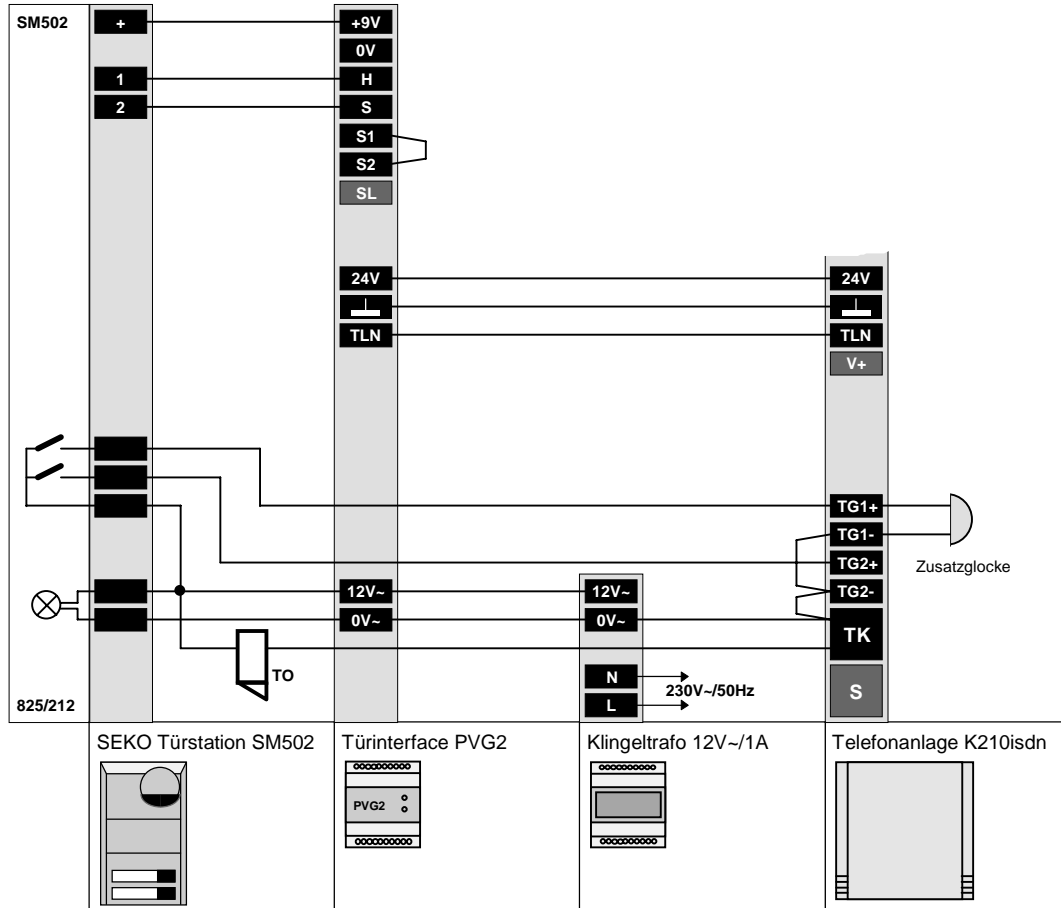 SM502 + +9V
0V
1 H
2 S
S1
S2
SL
24V 24V
TLN TLN
V+
TG1+
TG1-
TG2+
Zusatzglocke
12V~ 12V~ TG2-
0V~ 0V~
TK
TO
N
230V~/50Hz
L
S
825/212
SEKO Türstation SM502 Türinterface PVG2 Klingeltrafo 12V~/1A Telefonanlage K210isdn
PVG2